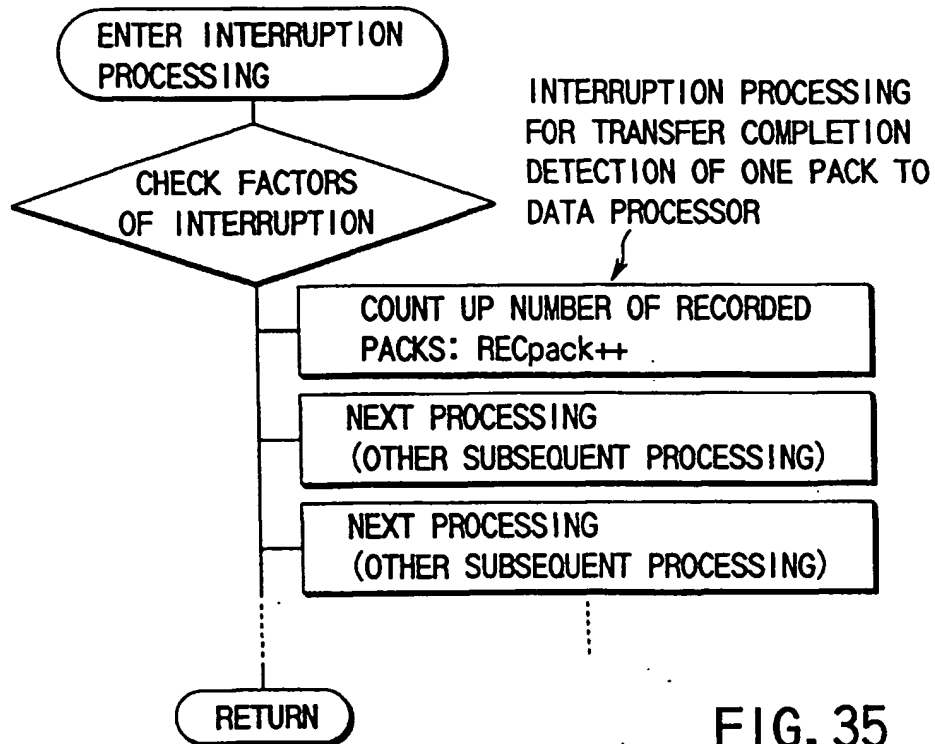 ENTER INTERRUPTION
PROCESSING
CHECK FACTORS
OF INTERRUPTION
INTERRUPTION PROCESSING
FOR TRANSFER COMPLETION
DETECTION OF ONE PACK TO
DATA PROCESSOR
COUNT UP NUMBER OF RECORDED
PACKS: RECpack++
NEXT PROCESSING
(OTHER SUBSEQUENT PROCESSING)
NEXT PROCESSING
(OTHER SUBSEQUENT PROCESSING)
RETURN
FIG. 35